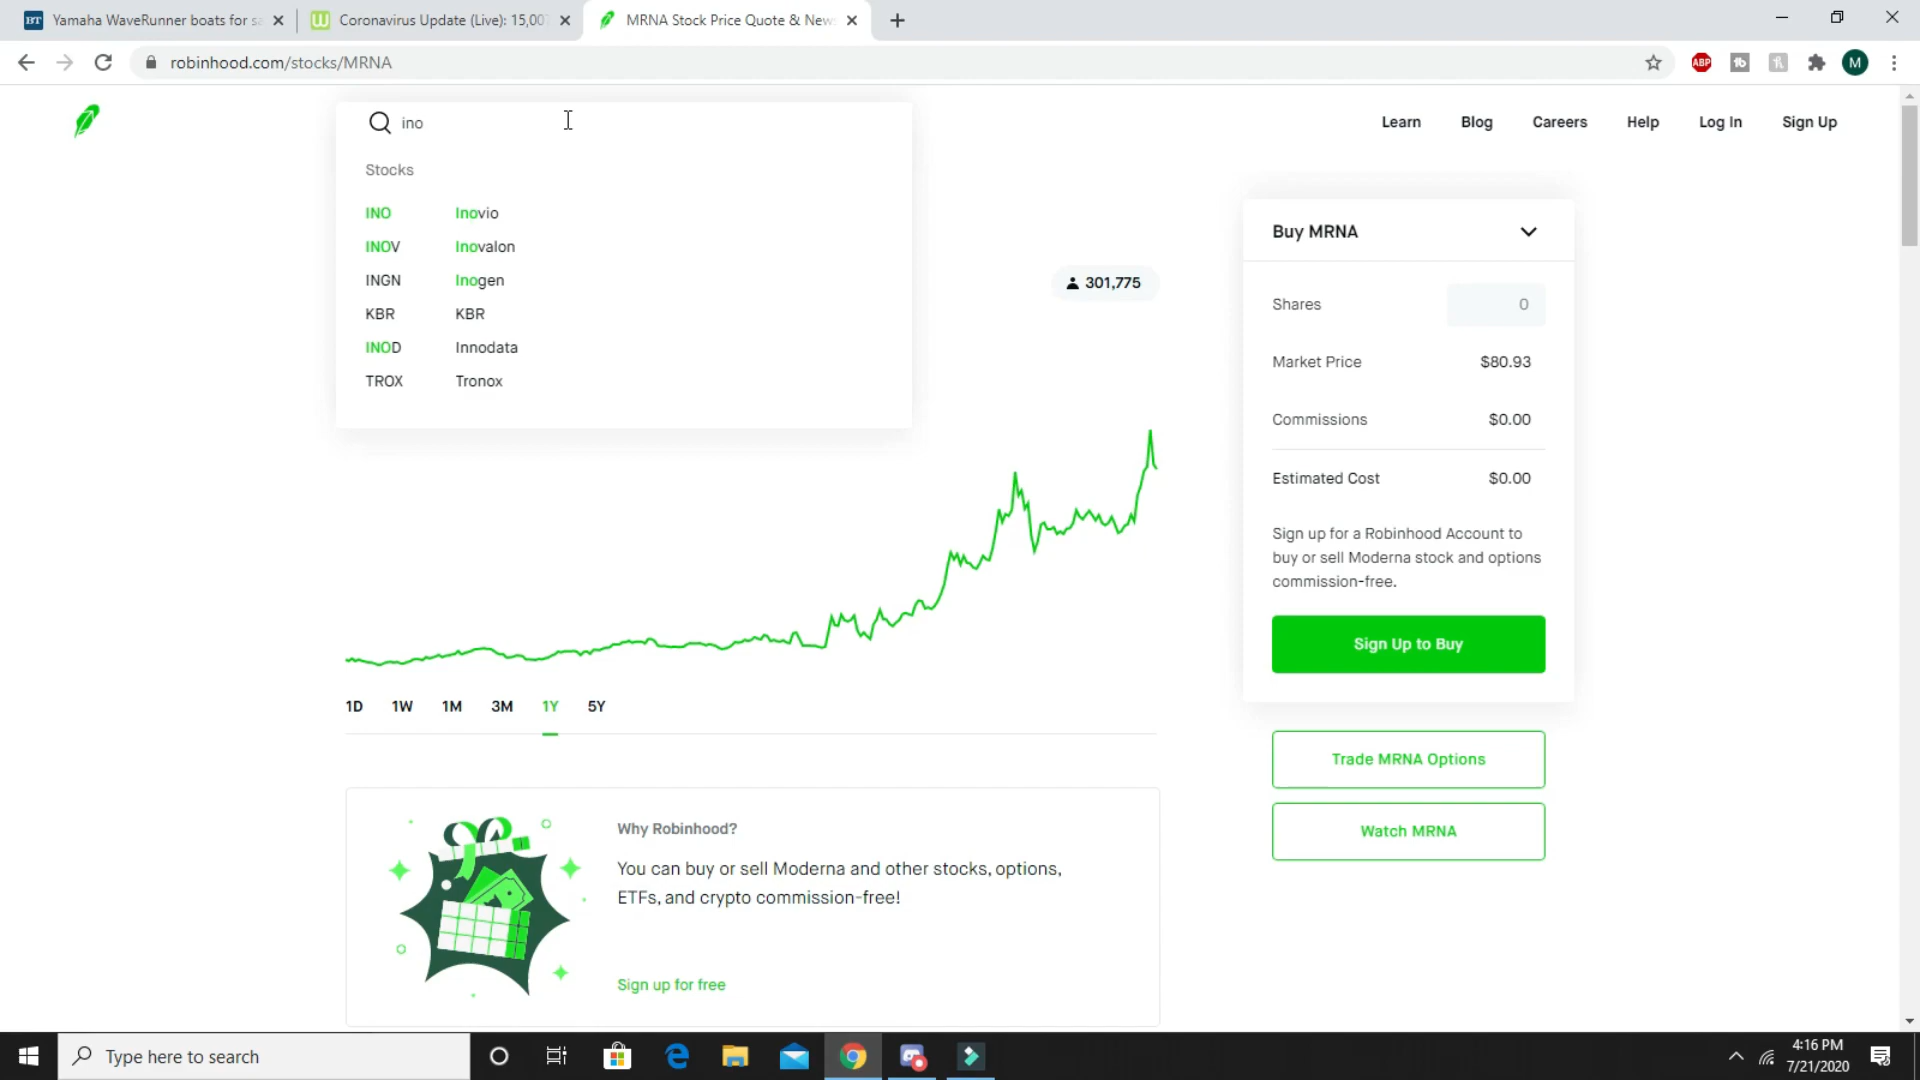 BT Yamaha WaveRunner boats for sa
W Coronavirus Update (Live): 15,007
MRNA Stock Price Quote & News
robinhood.com/stocks/MRNA
ABP
M
ino
Learn Blog Careers Help Log In Sign Up
Stocks
INO Inovio
INOV Inovalon
INGN Inogen
KBR KBR
INOD Innodata
TROX Tronox
301,775
Buy MRNA
Shares 0
Market Price $80.93
Commissions $0.00
Estimated Cost $0.00
Sign up for a Robinhood Account to
buy or sell Moderna stock and options
commission-free.
Sign Up to Buy
1D 1W 1M 3M 1Y 5Y
Trade MRNA Options
Watch MRNA
Why Robinhood?
You can buy or sell Moderna and other stocks, options,
ETFs, and crypto commission-free!
Sign up for free
Type here to search
4:16 PM
7/21/2020